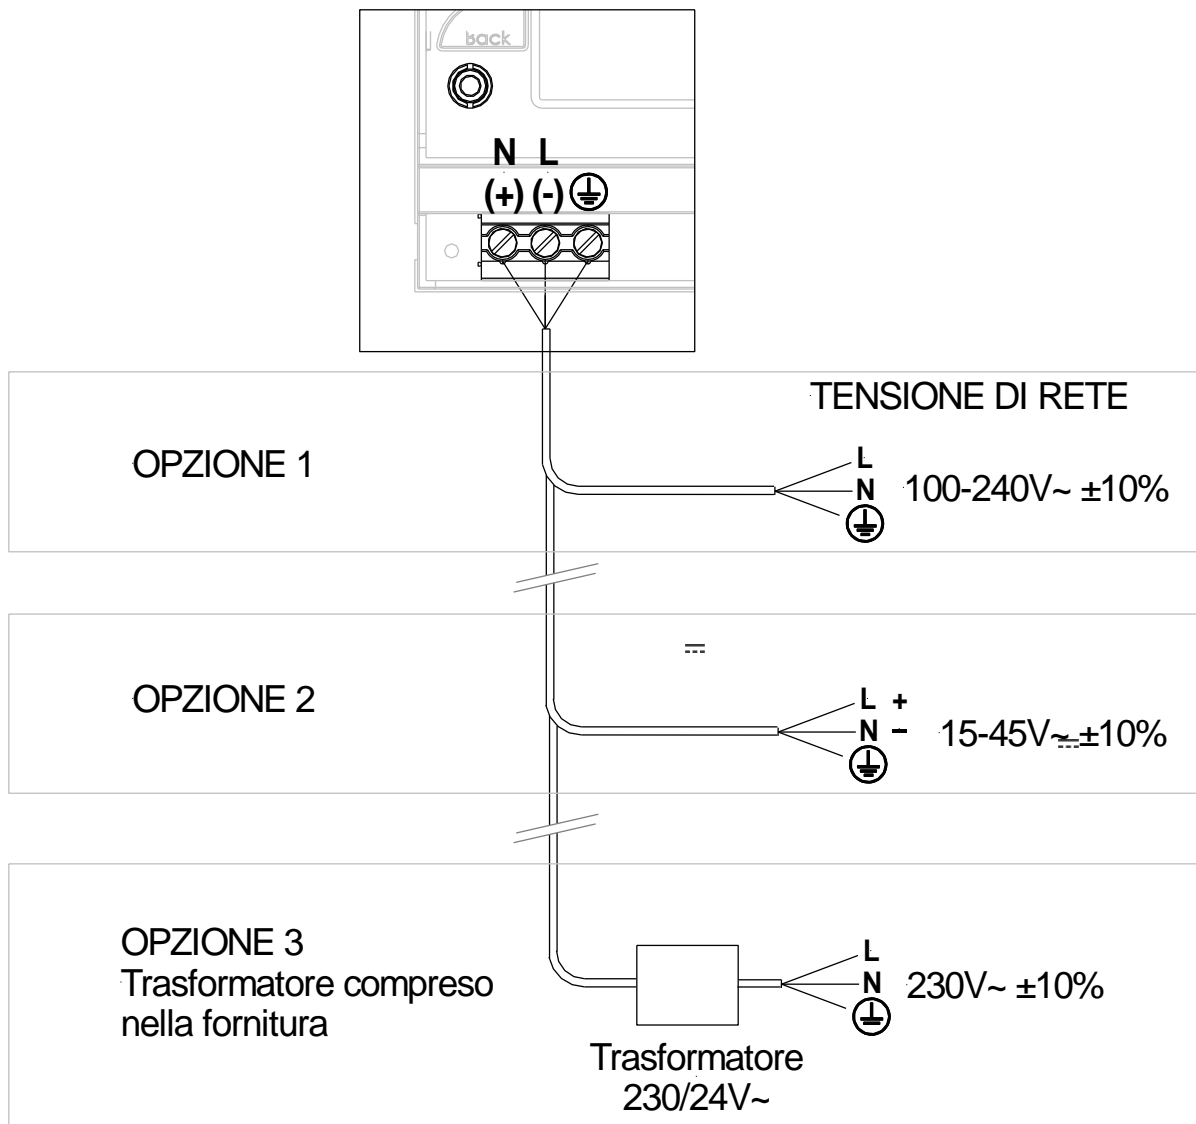 back
N L
(+) (-)
TENSIONE DI RETE
OPZIONE 1
L
N 100-240V~ ±10%
OPZIONE 2
L +
N – 15-45V~ ⎓ ±10%
OPZIONE 3
Trasformatore compreso
nella fornitura
L
N 230V~ ±10%
Trasformatore
230/24V~